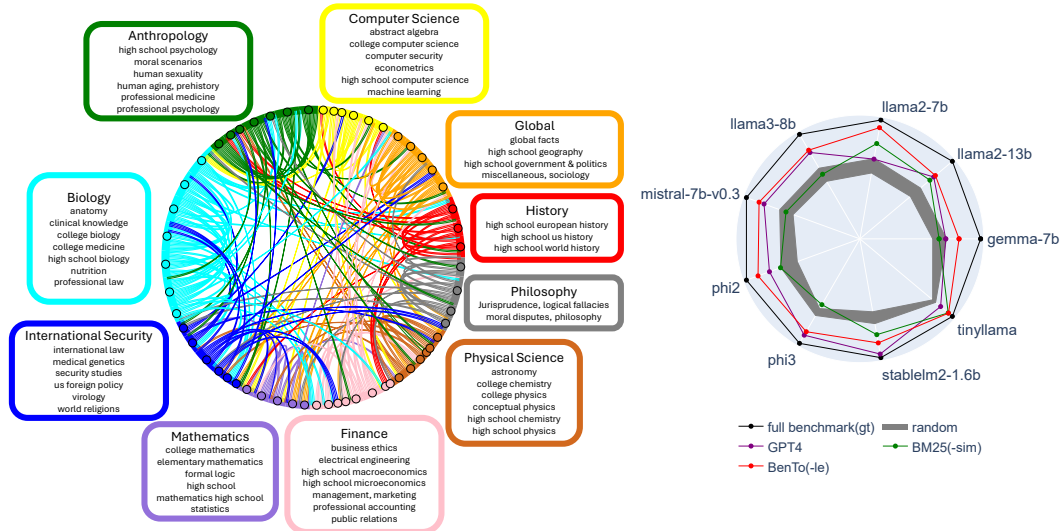 Anthropology
high school psychology
moral scenarios
human sexuality
human aging, prehistory
professional medicine
professional psychology
Computer Science
abstract algebra
college computer science
computer security
econometrics
high school computer science
machine learning
Global
global facts
high school geography
high school government & politics
miscellaneous, sociology
Biology
anatomy
clinical knowledge
college biology
college medicine
high school biology
nutrition
professional law
History
high school european history
high school us history
high school world history
Philosophy
Jurisprudence, logical fallacies
moral disputes, philosophy
International Security
international law
medical genetics
security studies
us foreign policy
virology
world religions
Physical Science
astronomy
college chemistry
college physics
conceptual physics
high school chemistry
high school physics
Mathematics
college mathematics
elementary mathematics
formal logic
high school
mathematics high school
statistics
Finance
business ethics
electrical engineering
high school macroeconomics
high school microeconomics
management, marketing
professional accounting
public relations
llama2-7b
llama3-8b
llama2-13b
mistral-7b-v0.3
gemma-7b
phi2
tinyllama
phi3
stablelm2-1.6b
full benchmark(gt)
random
GPT4
BM25(-sim)
BenTo(-le)